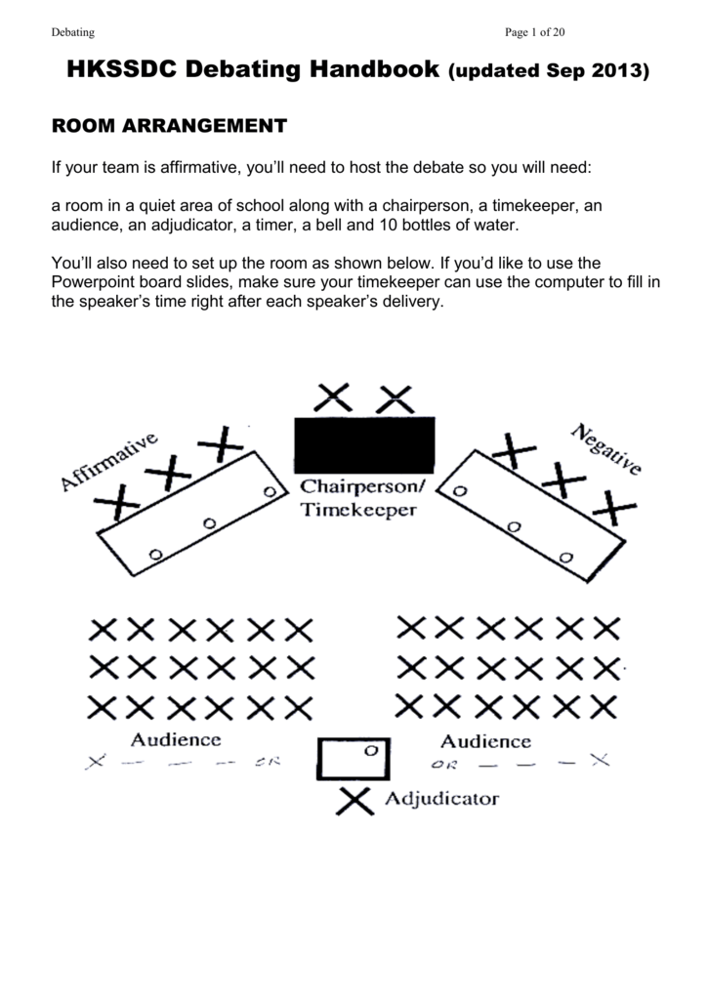 Debating Page 1 of 20
HKSSDC Debating Handbook (updated Sep 2013)
ROOM ARRANGEMENT
If your team is affirmative, you'll need to host the debate so you will need:
a room in a quiet area of school along with a chairperson, a timekeeper, an
audience, an adjudicator, a timer, a bell and 10 bottles of water.
You'll also need to set up the room as shown below. If you'd like to use the
Powerpoint board slides, make sure your timekeeper can use the computer to fill in
the speaker's time right after each speaker's delivery.
Affirmative
Negative
Chairperson/
Timekeeper
Audience
Audience
OR
OR
Adjudicator